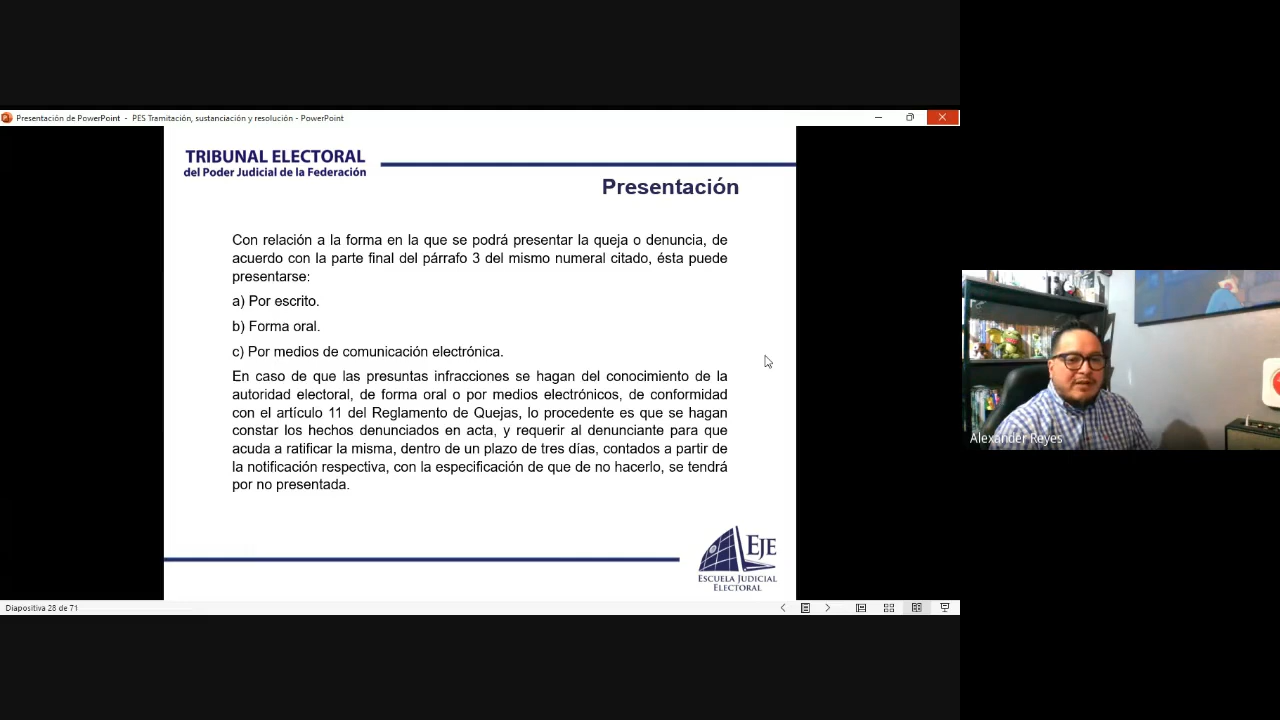 Presentación de PowerPoint - PES Tramitación, sustanciación y resolución - PowerPoint
TRIBUNAL ELECTORAL
del Poder Judicial de la Federación
Presentación
Con relación a la forma en la que se podrá presentar la queja o denuncia, de
acuerdo con la parte final del párrafo 3 del mismo numeral citado, ésta puede
presentarse:
a) Por escrito.
b) Forma oral.
c) Por medios de comunicación electrónica.
En caso de que las presuntas infracciones se hagan del conocimiento de la
autoridad electoral, de forma oral o por medios electrónicos, de conformidad
con el artículo 11 del Reglamento de Quejas, lo procedente es que se hagan
constar los hechos denunciados en acta, y requerir al denunciante para que
acuda a ratificar la misma, dentro de un plazo de tres días, contados a partir de
la notificación respectiva, con la especificación de que de no hacerlo, se tendrá
por no presentada.
EJE
ESCUELA JUDICIAL
ELECTORAL
Diapositiva 28 de 71
Alexander Reyes